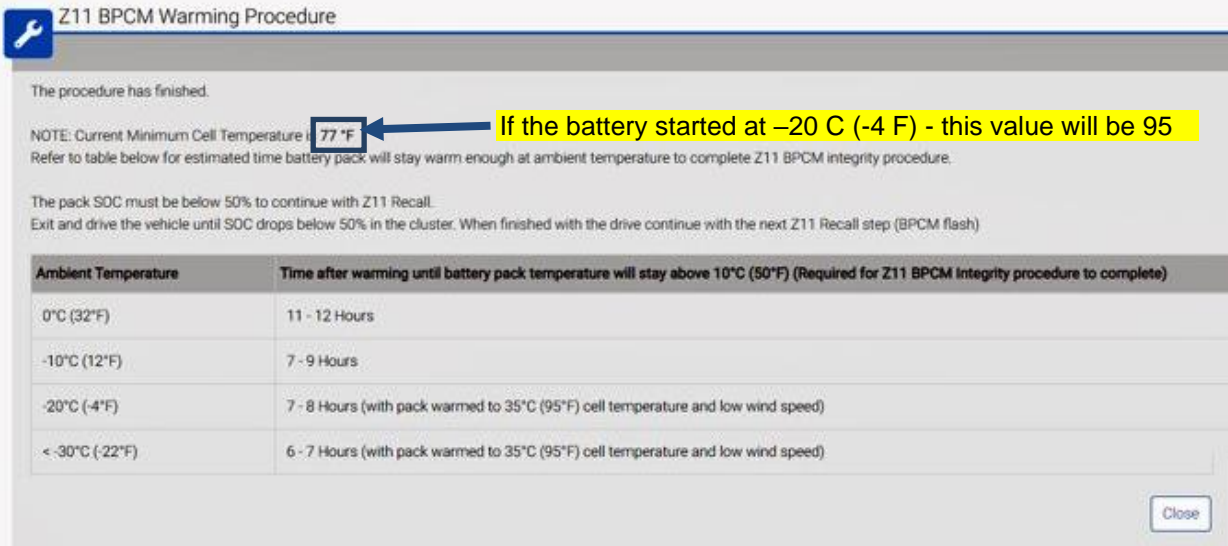 Z11 BPCM Warming Procedure
The procedure has finished.
NOTE: Current Minimum Cell Temperature i 77 °F
If the battery started at –20 C (-4 F) - this value will be 95
Refer to table below for estimated time battery pack will stay warm enough at ambient temperature to complete Z11 BPCM integrity procedure.
The pack SOC must be below 50% to continue with Z11 Recall.
Exit and drive the vehicle until SOC drops below 50% in the cluster. When finished with the drive continue with the next Z11 Recall step (BPCM flash)
Ambient Temperature Time after warming until battery pack temperature will stay above 10°C (50°F) (Required for Z11 BPCM Integrity procedure to complete)
0°C (32°F) 11 - 12 Hours
-10°C (12°F) 7 - 9 Hours
-20°C (-4°F) 7 - 8 Hours (with pack warmed to 35°C (95°F) cell temperature and low wind speed)
< -30°C (-22°F) 6 - 7 Hours (with pack warmed to 35°C (95°F) cell temperature and low wind speed)
Close